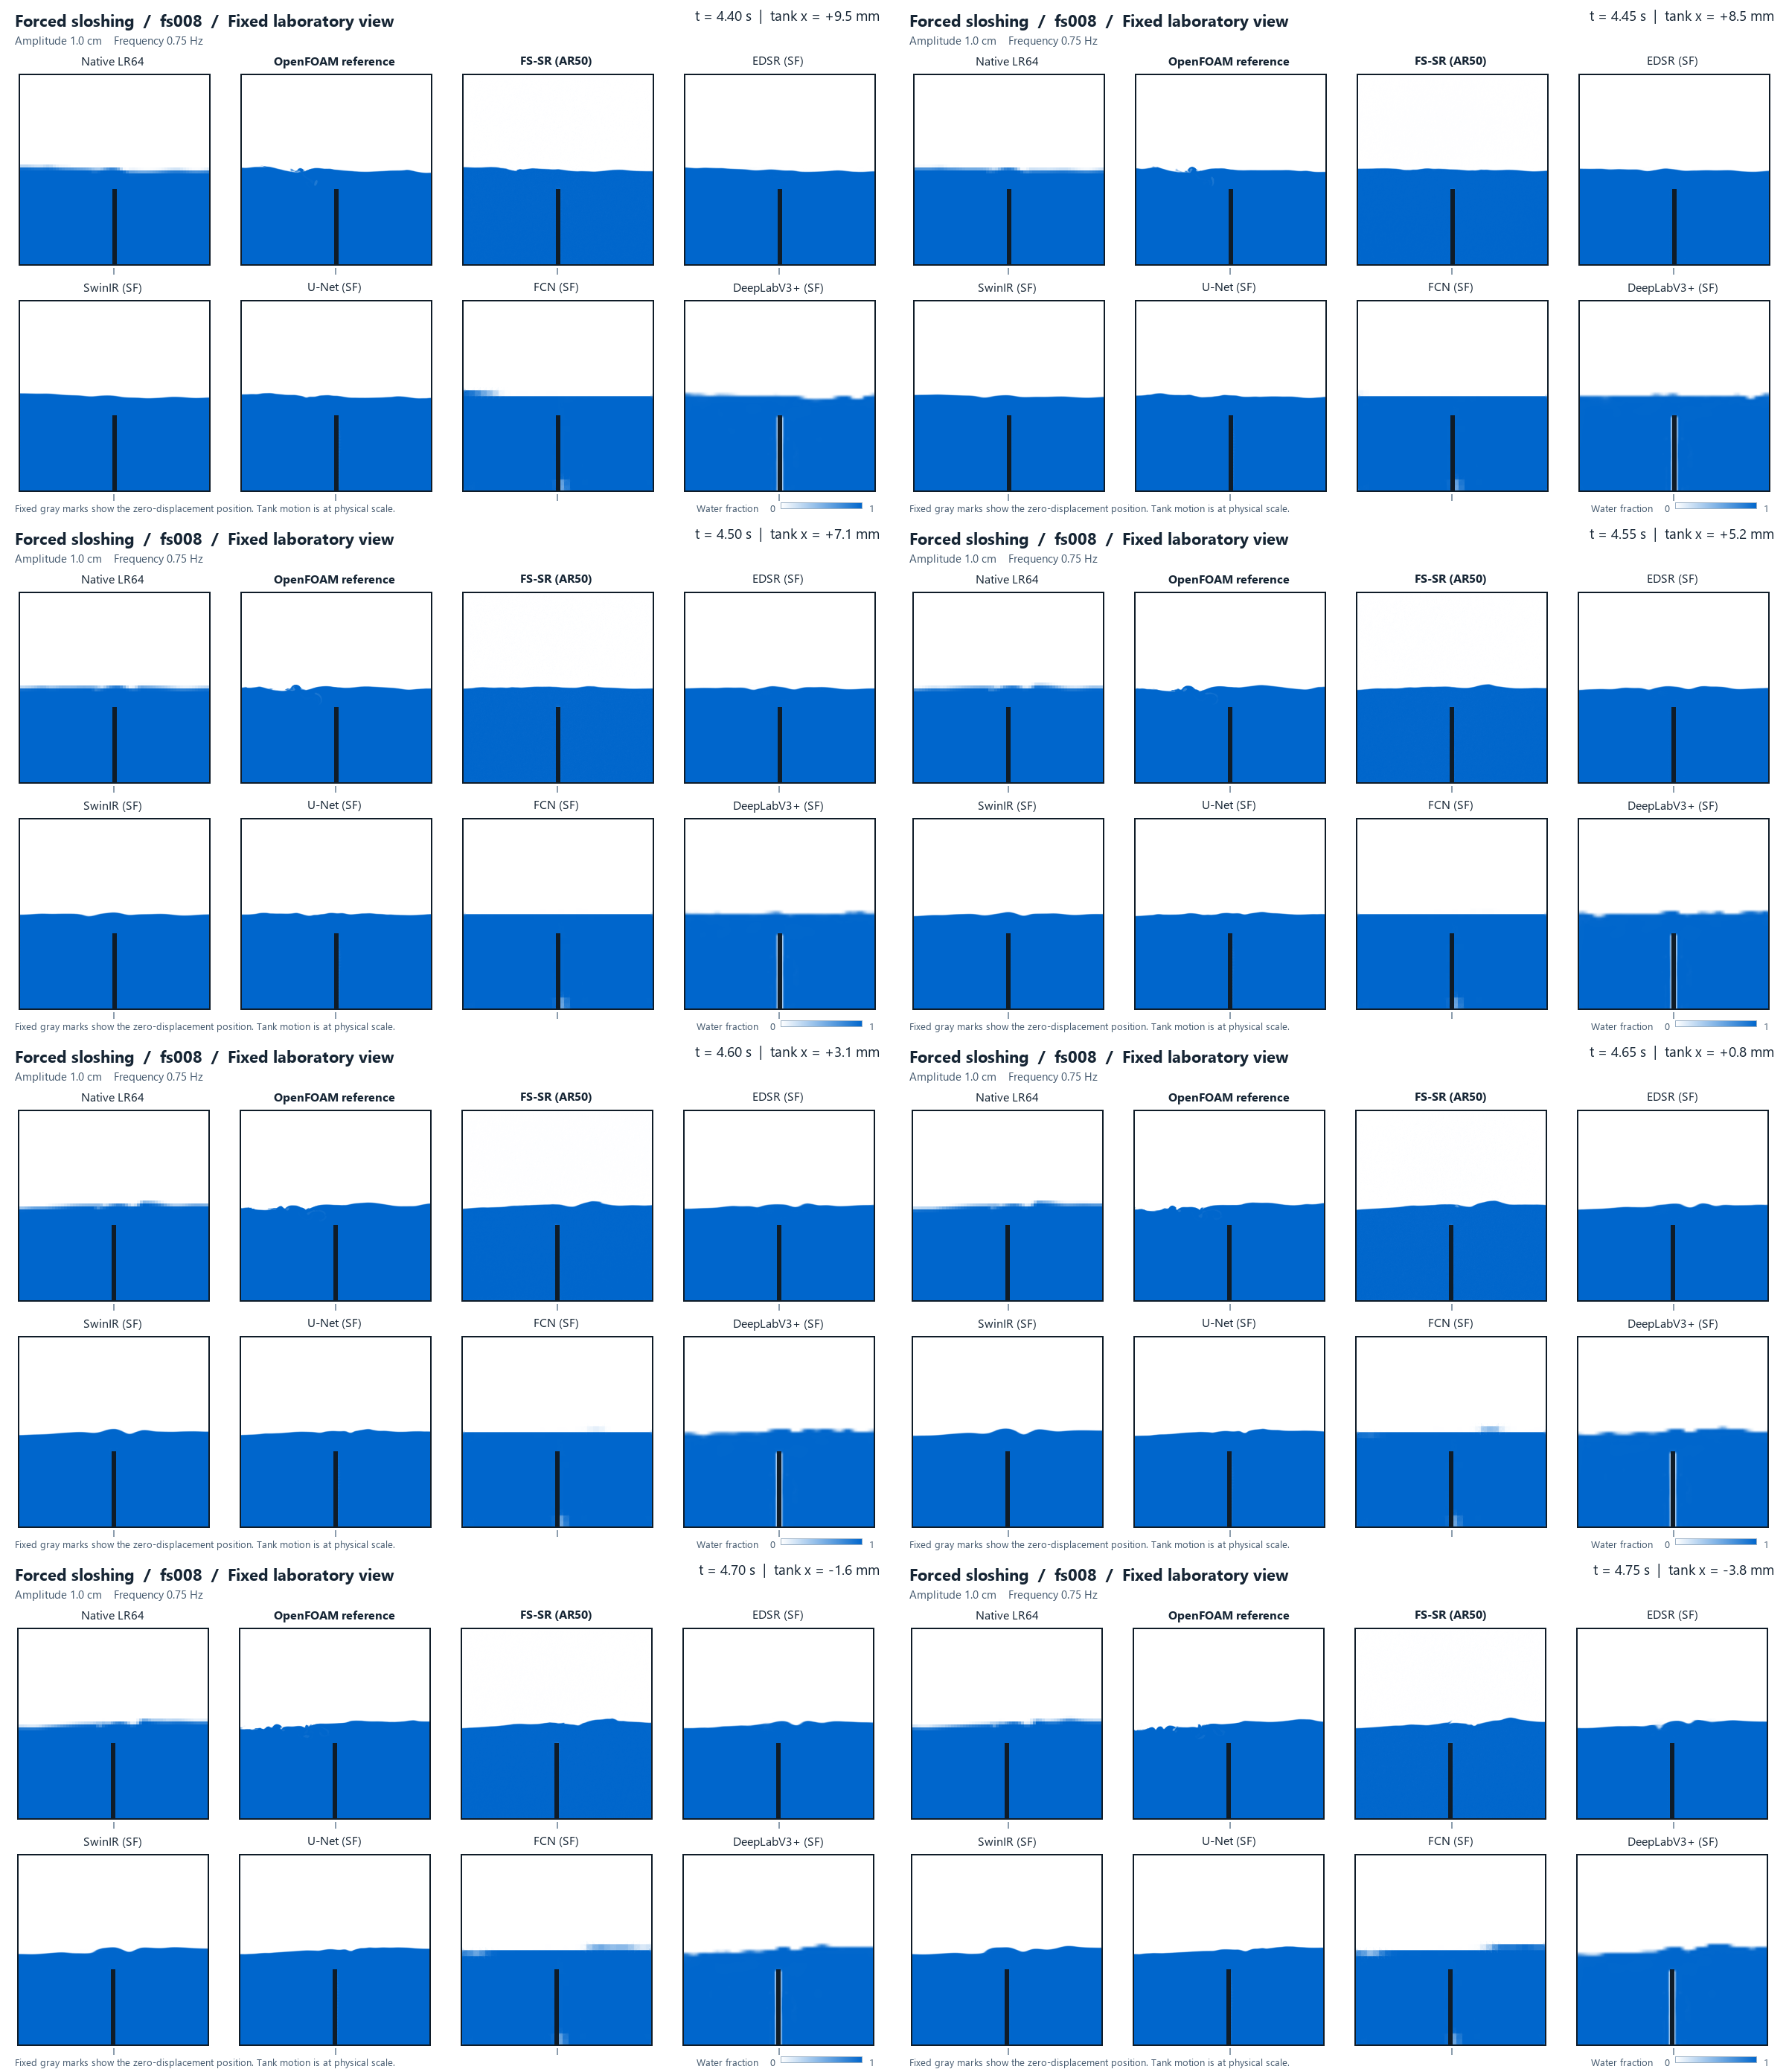 Forced sloshing / fs008 / Fixed laboratory view
t = 4.40 s | tank x = +9.5 mm
Amplitude 1.0 cm Frequency 0.75 Hz
Native LR64
OpenFOAM reference
FS-SR (AR50)
EDSR (SF)
SwinIR (SF)
U-Net (SF)
FCN (SF)
DeepLabV3+ (SF)
Fixed gray marks show the zero-displacement position. Tank motion is at physical scale.
Water fraction 0 1
Forced sloshing / fs008 / Fixed laboratory view
t = 4.45 s | tank x = +8.5 mm
Amplitude 1.0 cm Frequency 0.75 Hz
Native LR64
OpenFOAM reference
FS-SR (AR50)
EDSR (SF)
SwinIR (SF)
U-Net (SF)
FCN (SF)
DeepLabV3+ (SF)
Fixed gray marks show the zero-displacement position. Tank motion is at physical scale.
Water fraction 0 1
Forced sloshing / fs008 / Fixed laboratory view
t = 4.50 s | tank x = +7.1 mm
Amplitude 1.0 cm Frequency 0.75 Hz
Native LR64
OpenFOAM reference
FS-SR (AR50)
EDSR (SF)
SwinIR (SF)
U-Net (SF)
FCN (SF)
DeepLabV3+ (SF)
Fixed gray marks show the zero-displacement position. Tank motion is at physical scale.
Water fraction 0 1
Forced sloshing / fs008 / Fixed laboratory view
t = 4.55 s | tank x = +5.2 mm
Amplitude 1.0 cm Frequency 0.75 Hz
Native LR64
OpenFOAM reference
FS-SR (AR50)
EDSR (SF)
SwinIR (SF)
U-Net (SF)
FCN (SF)
DeepLabV3+ (SF)
Fixed gray marks show the zero-displacement position. Tank motion is at physical scale.
Water fraction 0 1
Forced sloshing / fs008 / Fixed laboratory view
t = 4.60 s | tank x = +3.1 mm
Amplitude 1.0 cm Frequency 0.75 Hz
Native LR64
OpenFOAM reference
FS-SR (AR50)
EDSR (SF)
SwinIR (SF)
U-Net (SF)
FCN (SF)
DeepLabV3+ (SF)
Fixed gray marks show the zero-displacement position. Tank motion is at physical scale.
Water fraction 0 1
Forced sloshing / fs008 / Fixed laboratory view
t = 4.65 s | tank x = +0.8 mm
Amplitude 1.0 cm Frequency 0.75 Hz
Native LR64
OpenFOAM reference
FS-SR (AR50)
EDSR (SF)
SwinIR (SF)
U-Net (SF)
FCN (SF)
DeepLabV3+ (SF)
Fixed gray marks show the zero-displacement position. Tank motion is at physical scale.
Water fraction 0 1
Forced sloshing / fs008 / Fixed laboratory view
t = 4.70 s | tank x = -1.6 mm
Amplitude 1.0 cm Frequency 0.75 Hz
Native LR64
OpenFOAM reference
FS-SR (AR50)
EDSR (SF)
SwinIR (SF)
U-Net (SF)
FCN (SF)
DeepLabV3+ (SF)
Fixed gray marks show the zero-displacement position. Tank motion is at physical scale.
Water fraction 0 1
Forced sloshing / fs008 / Fixed laboratory view
t = 4.75 s | tank x = -3.8 mm
Amplitude 1.0 cm Frequency 0.75 Hz
Native LR64
OpenFOAM reference
FS-SR (AR50)
EDSR (SF)
SwinIR (SF)
U-Net (SF)
FCN (SF)
DeepLabV3+ (SF)
Fixed gray marks show the zero-displacement position. Tank motion is at physical scale.
Water fraction 0 1